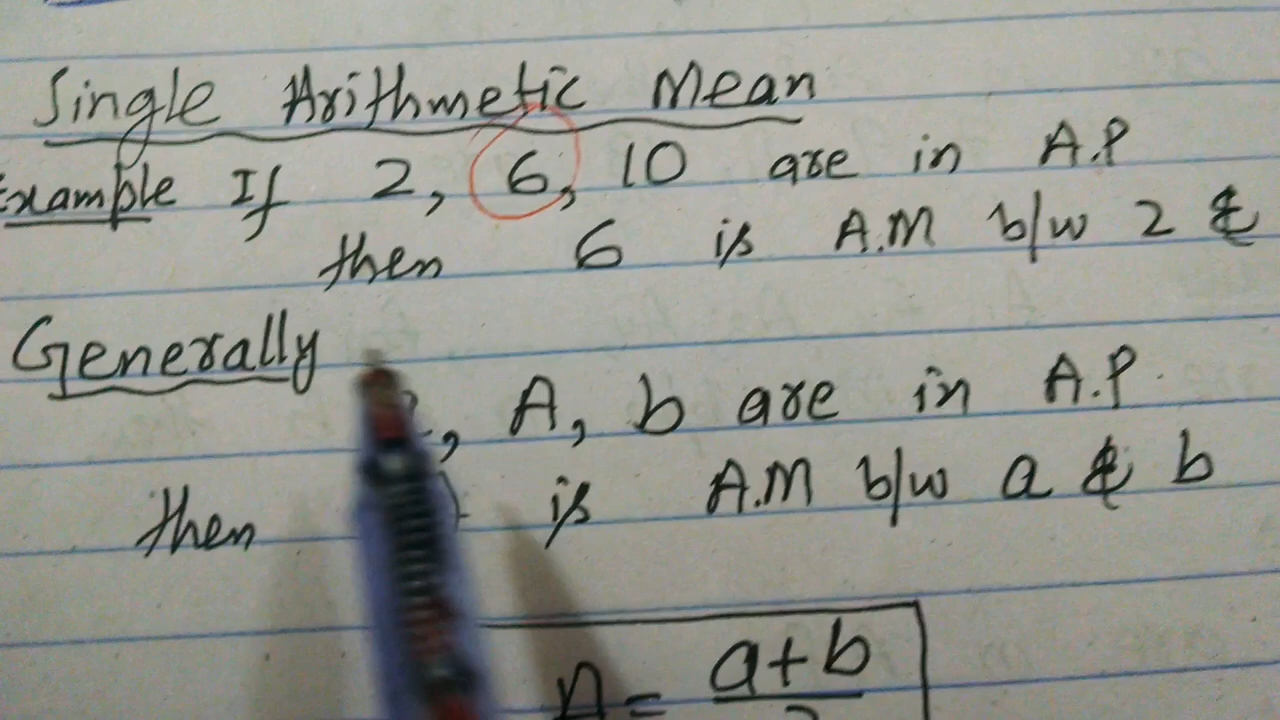 Single Arithmetic Mean
Example If 2, 6, 10 are in A.P
then 6 is A.M b/w 2 &
Generally
, A, b are in A.P.
then is A.M b/w a & b
A = a+b